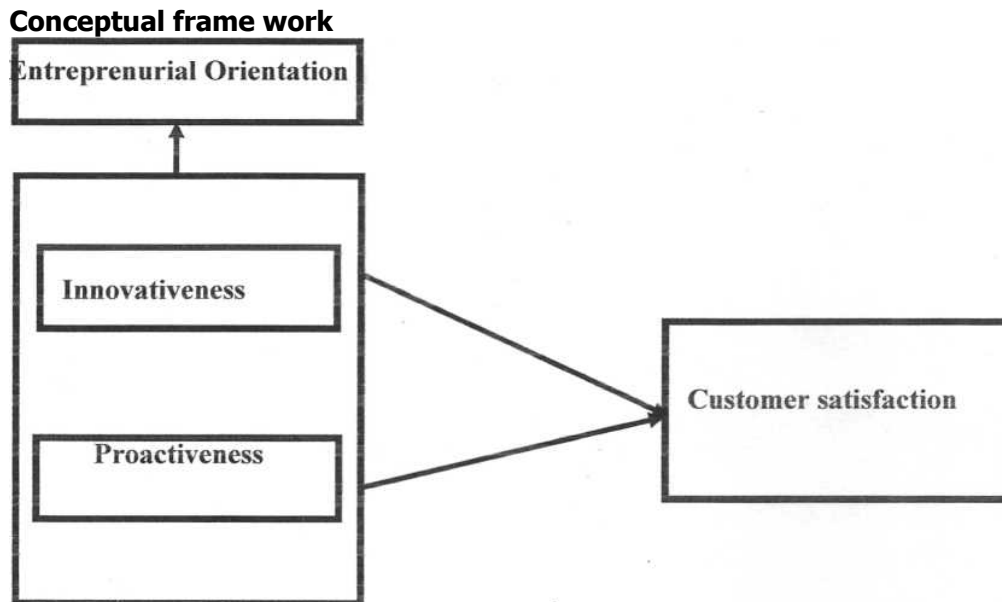 Conceptual frame work
Entreprenurial Orientation
Innovativeness
Proactiveness
Customer satisfaction